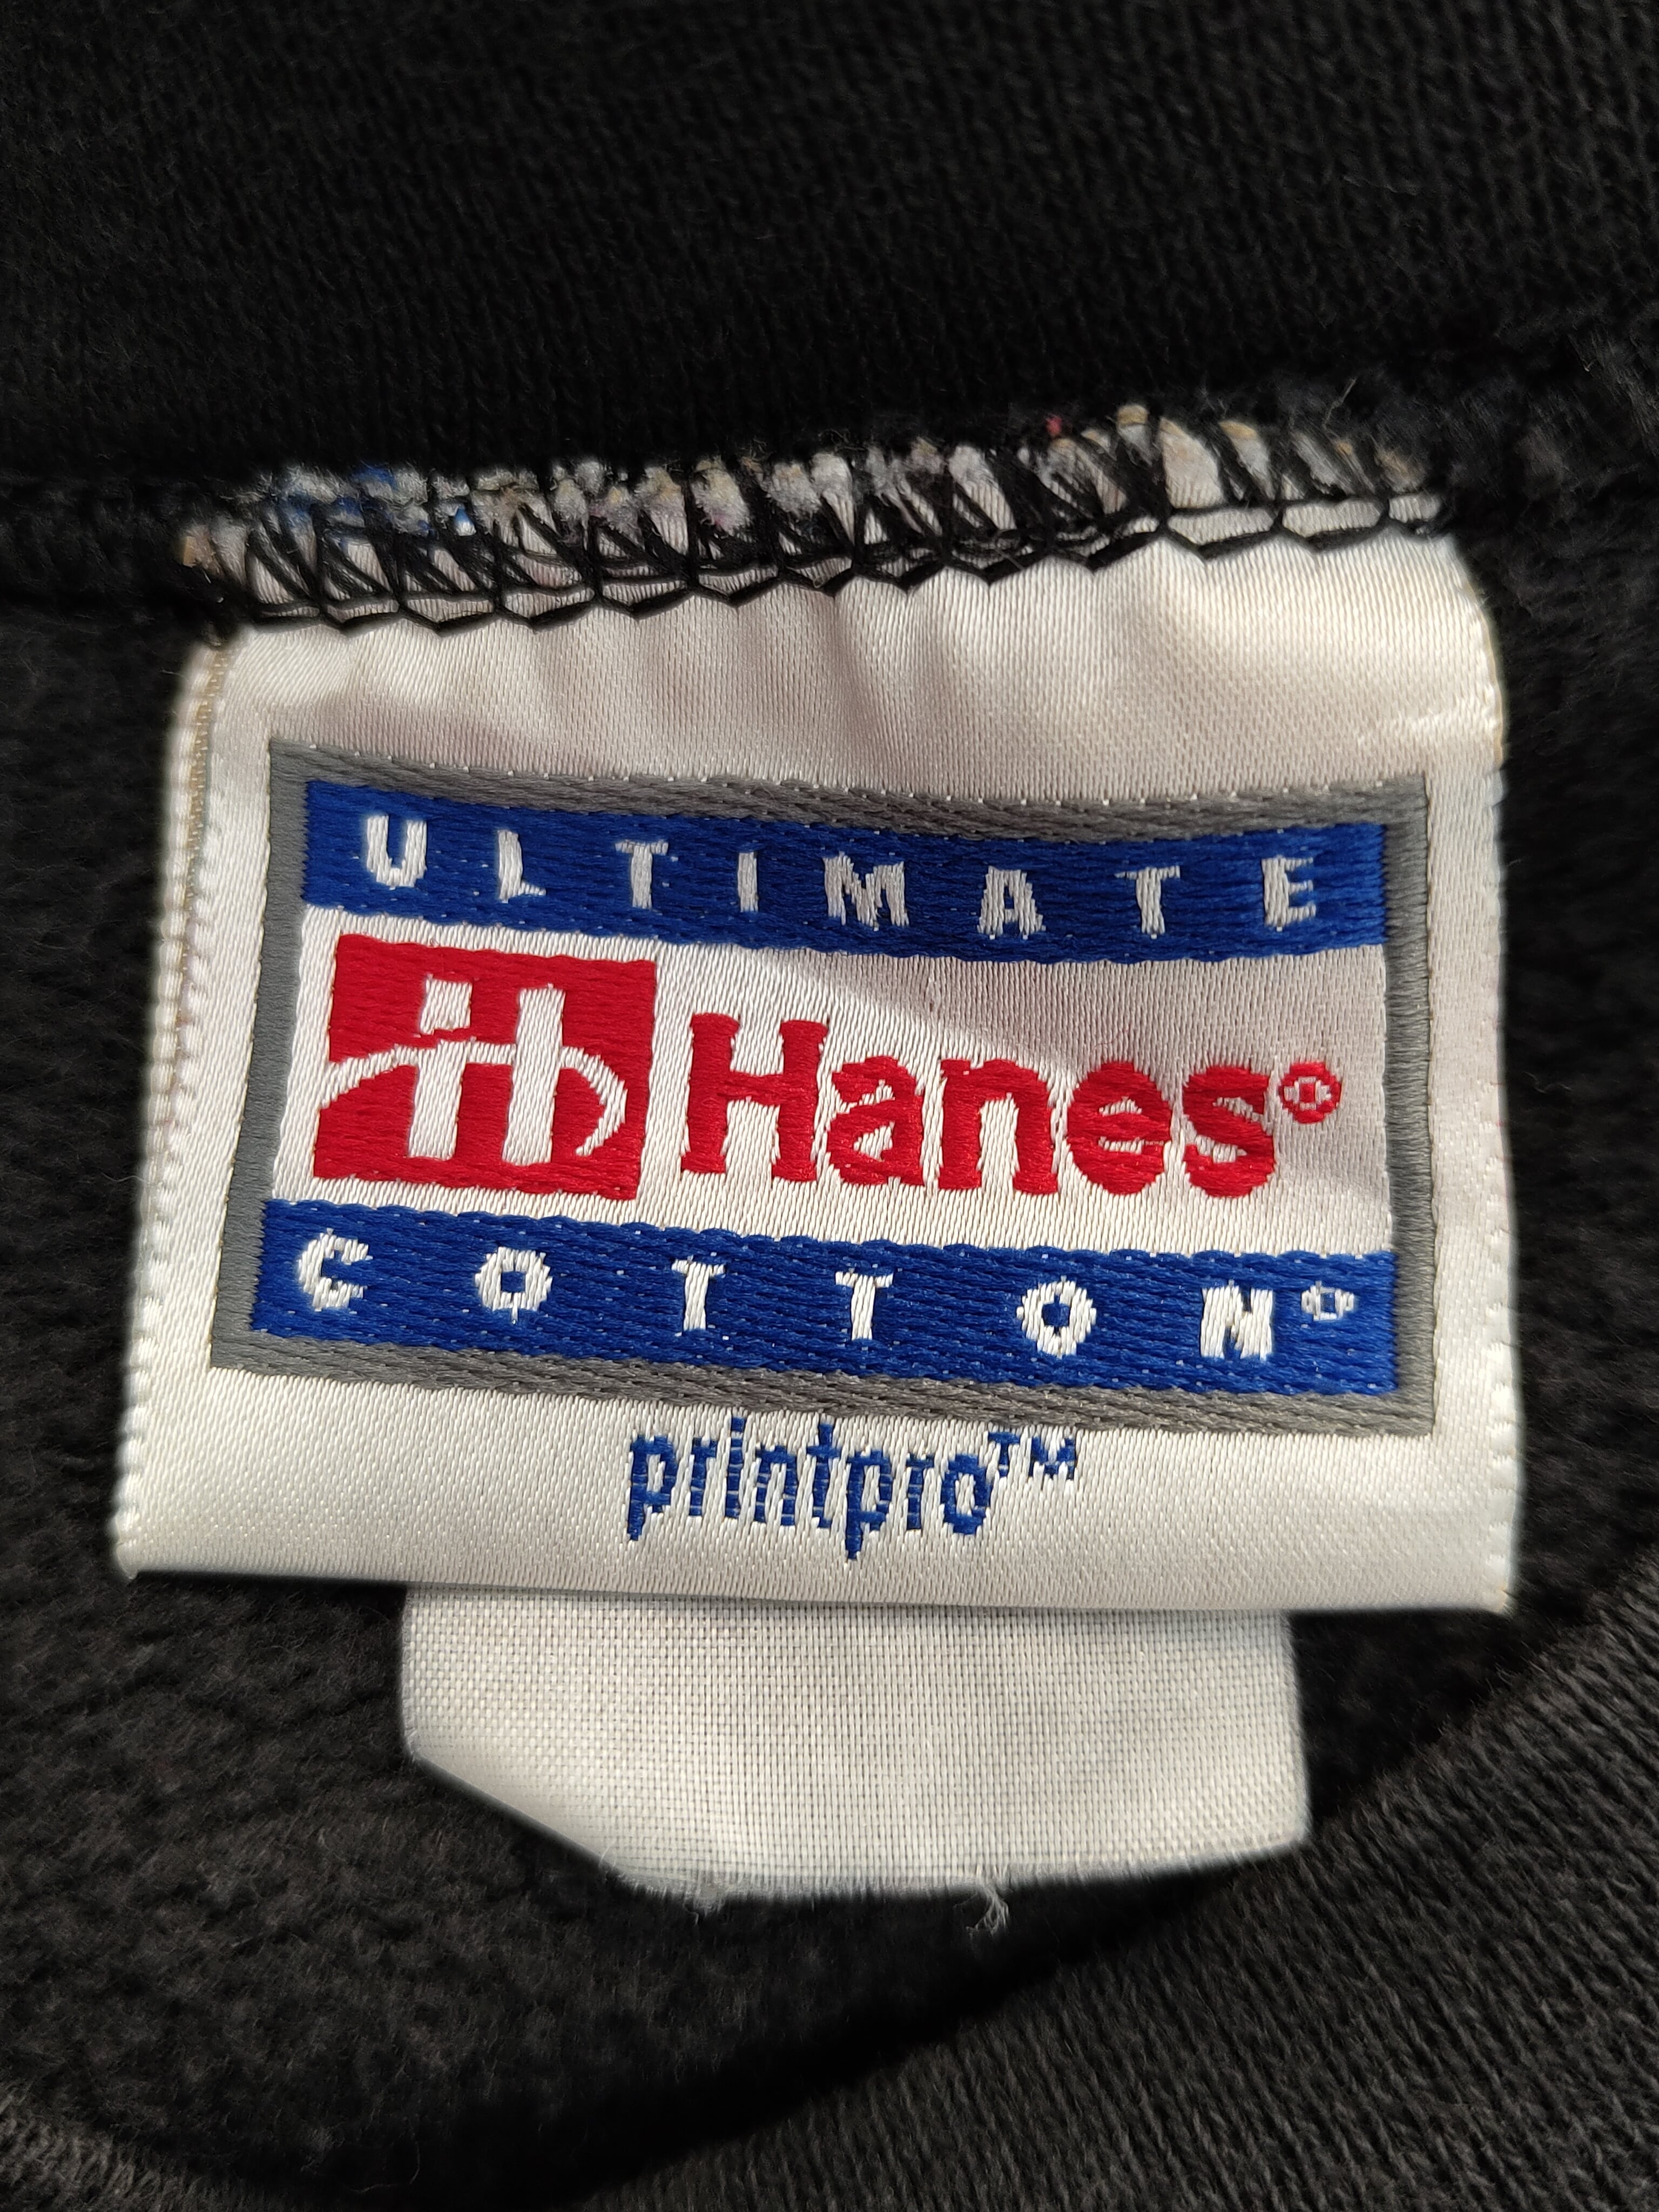 ULTIMATE
Hanes®
COTTON®
printpro™